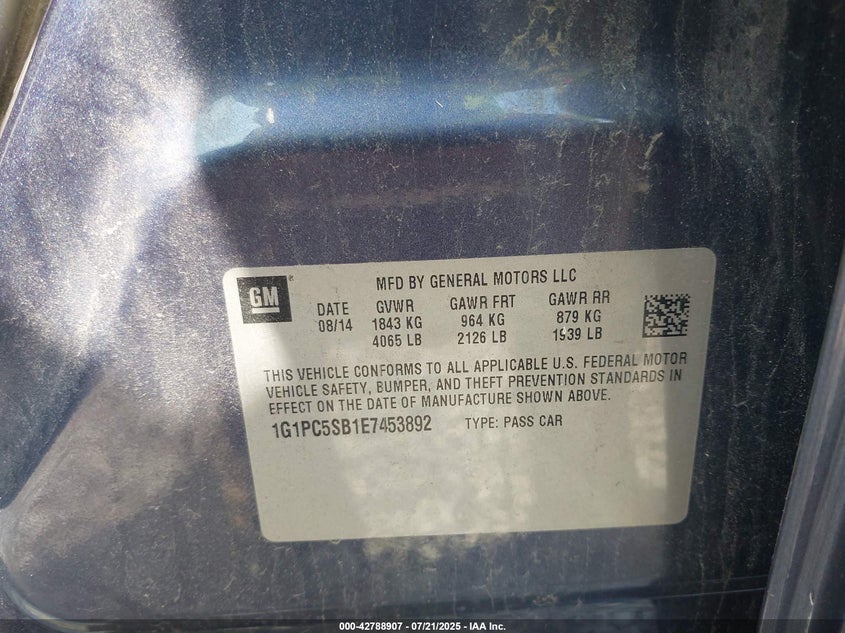 GM
MFD BY GENERAL MOTORS LLC
DATE GVWR GAWR FRT GAWR RR
08/14 1843 KG 964 KG 879 KG
4065 LB 2126 LB 1939 LB
THIS VEHICLE CONFORMS TO ALL APPLICABLE U.S. FEDERAL MOTOR
VEHICLE SAFETY, BUMPER, AND THEFT PREVENTION STANDARDS IN
EFFECT ON THE DATE OF MANUFACTURE SHOWN ABOVE.
1G1PC5SB1E7453892 TYPE: PASS CAR
000-42788907 - 07/21/2025 - IAA Inc.